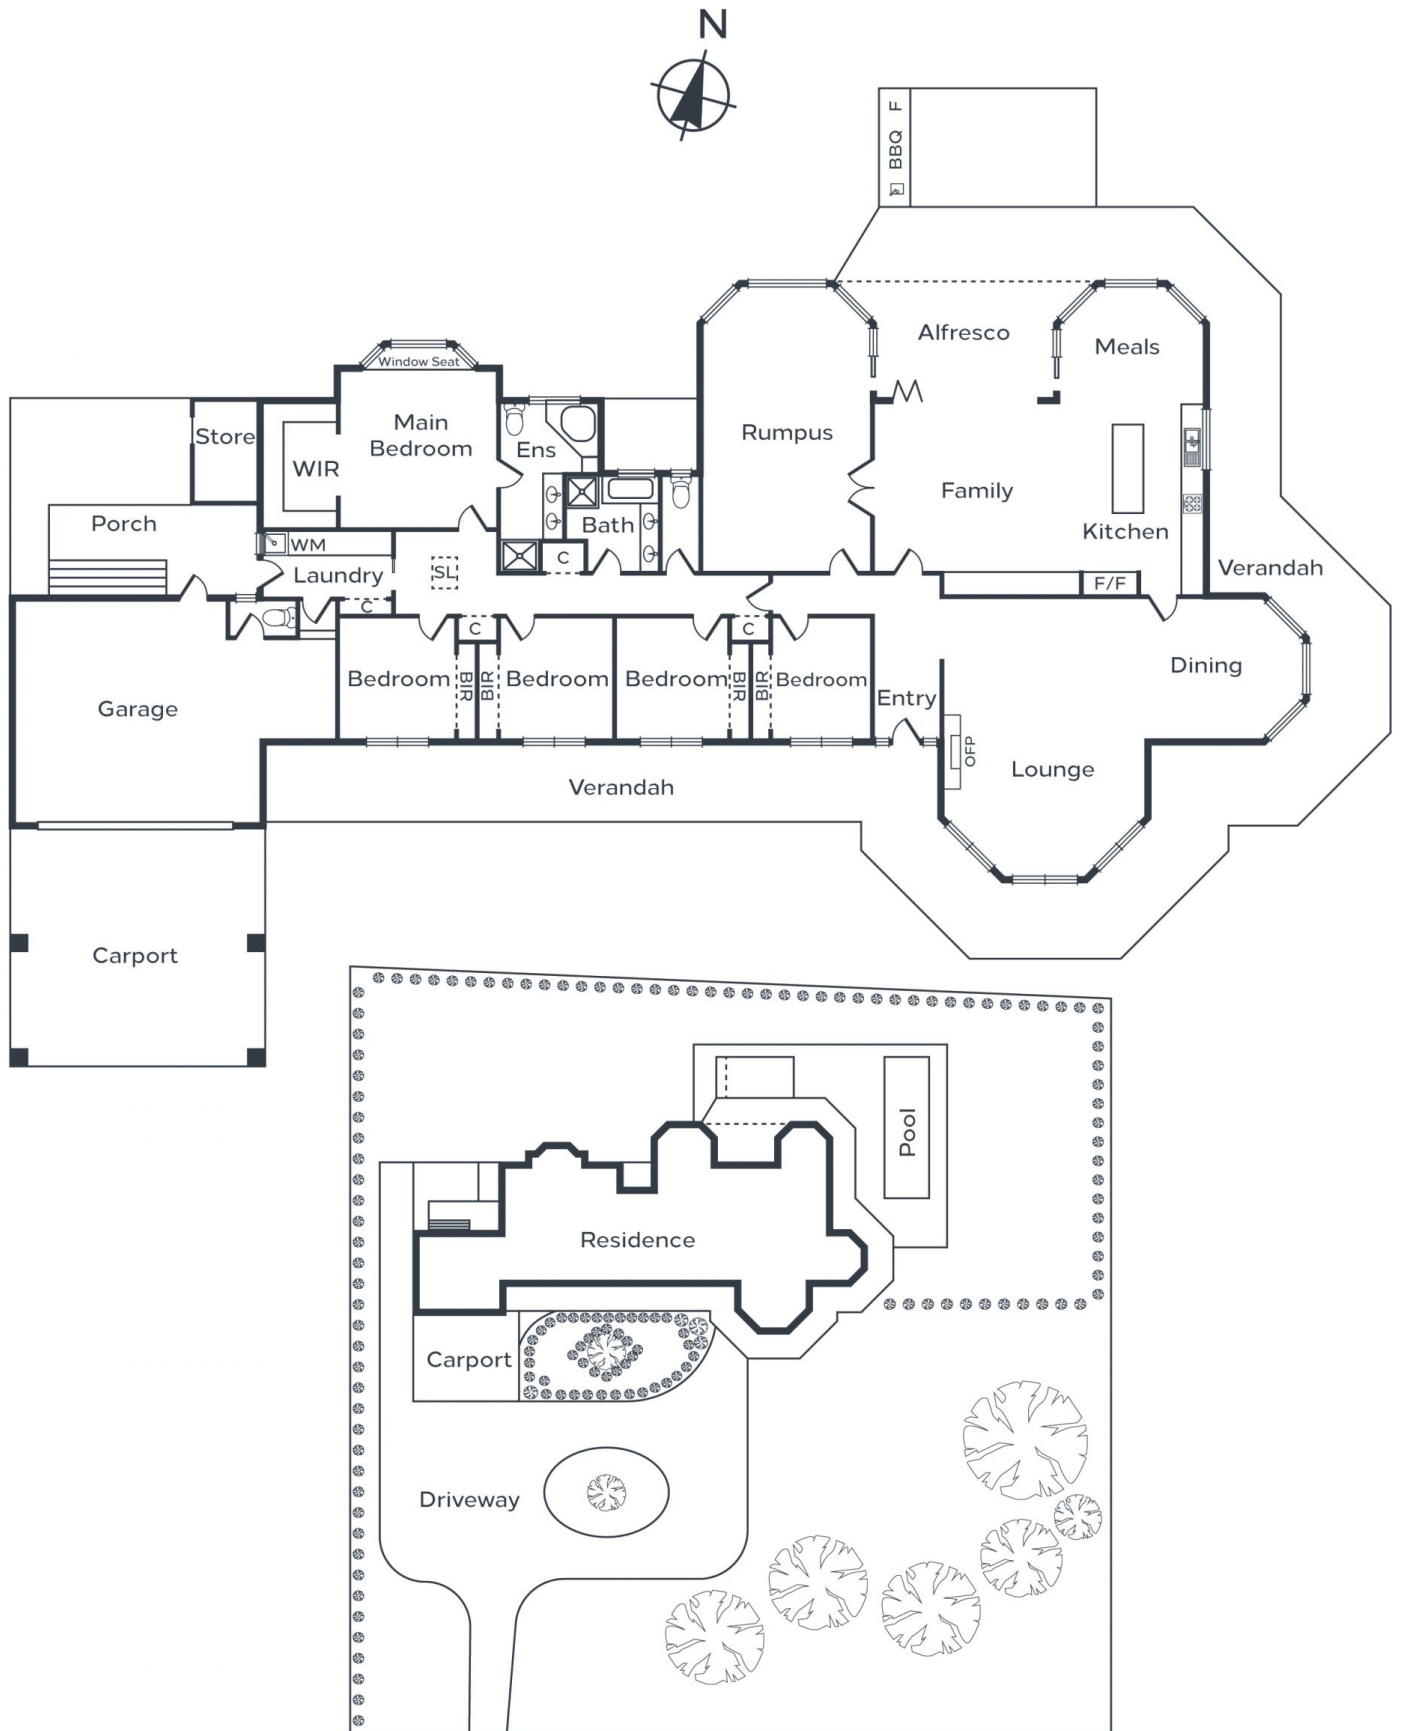 N
BBQ F
Alfresco
Meals
Window Seat
Main
Bedroom
Store
Ens
Rumpus
WIR
Family
Kitchen
Porch
Bath
WM
C
Laundry
SL
Verandah
F/F
C
C
C
Bedroom
BIR
BIR
Bedroom
Bedroom
BIR
BIR
Bedroom
Dining
Entry
Garage
OFP
Lounge
Verandah
Carport
Pool
Residence
Carport
Driveway